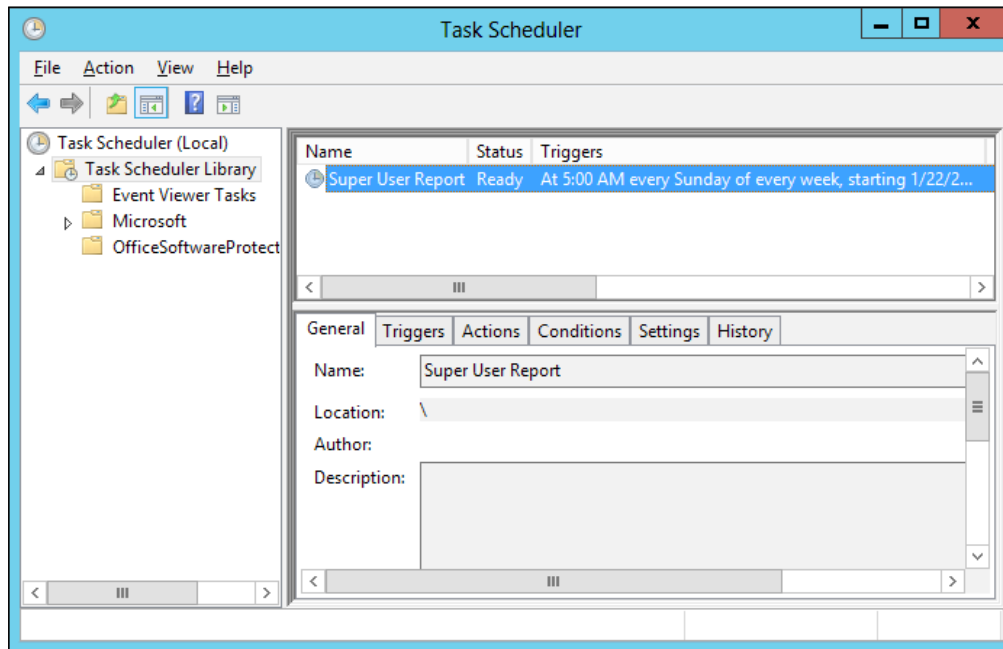 Task Scheduler
File Action View Help
Task Scheduler (Local)
Task Scheduler Library
Event Viewer Tasks
Microsoft
OfficeSoftwareProtect
Name Status Triggers
Super User Report Ready At 5:00 AM every Sunday of every week, starting 1/22/2...
General Triggers Actions Conditions Settings History
Name: Super User Report
Location: \
Author:
Description: